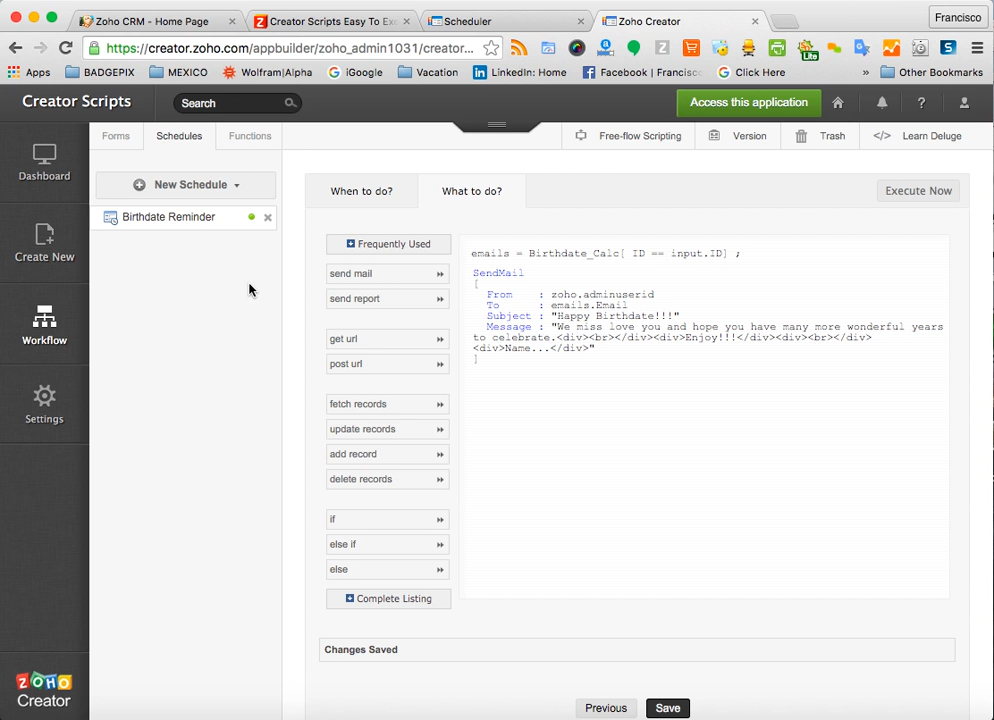 Zoho CRM - Home Page
Creator Scripts Easy To Ex
Scheduler
Zoho Creator
Francisco
https://creator.zoho.com/appbuilder/zoho_admin1031/creator...
Apps
BADGEPIX
MEXICO
Wolfram|Alpha
iGoogle
Vacation
LinkedIn: Home
Facebook | Francisc
Click Here
»
Other Bookmarks
Creator Scripts
Search
Access this application
Forms
Schedules
Functions
Free-flow Scripting
Version
Trash
Learn Deluge
Dashboard
Create New
Workflow
Settings
ZOHO
Creator
New Schedule
Birthdate Reminder
When to do?
What to do?
Execute Now
Frequently Used
send mail
send report
get url
post url
fetch records
update records
add record
delete records
if
else if
else
Complete Listing
emails = Birthdate_Calc[ ID == input.ID] ;
SendMail
[
From : zoho.adminuserid
To : emails.Email
Subject : "Happy Birthdate!!!"
Message : "We miss love you and hope you have many more wonderful years
to celebrate.<div><br></div><div>Enjoy!!!</div><div><br></div>
<div>Name...</div>"
]
Changes Saved
Previous
Save